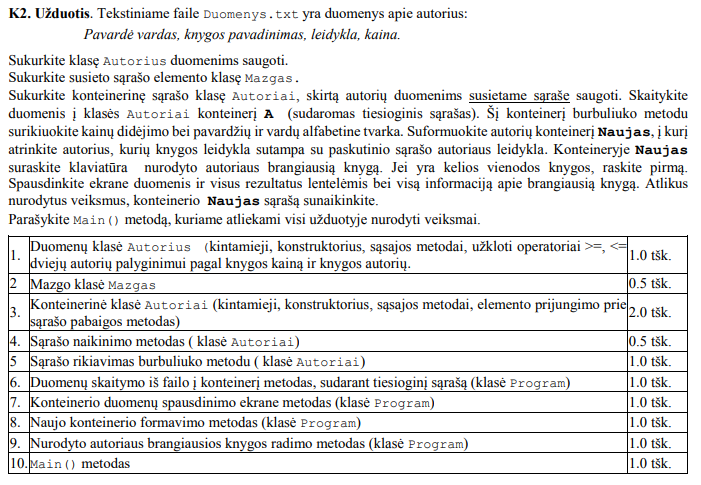 K2. Užduotis. Tekstiniame faile Duomenys.txt yra duomenys apie autorius:
Pavardė vardas, knygos pavadinimas, leidykla, kaina.
Sukurkite klasę Autorius duomenims saugoti.
Sukurkite susieto sąrašo elemento klasę Mazgas.
Sukurkite konteinerinę sąrašo klasę Autoriai, skirtą autorių duomenims susietame sąraše saugoti. Skaitykite
duomenis į klasės Autoriai konteinerį A (sudaromas tiesioginis sąrašas). Šį konteinerį burbuliuko metodu
surikiuokite kainų didėjimo bei pavardžių ir vardų alfabetine tvarka. Suformuokite autorių konteinerį Naujas, į kurį
atrinkite autorius, kurių knygos leidykla sutampa su paskutinio sąrašo autoriaus leidykla. Konteineryje Naujas
suraskite klaviatūra nurodyto autoriaus brangiausią knygą. Jei yra kelios vienodos knygos, raskite pirmą.
Spausdinkite ekrane duomenis ir visus rezultatus lentelėmis bei visą informaciją apie brangiausią knygą. Atlikus
nurodytus veiksmus, konteinerio Naujas sąrašą sunaikinkite.
Parašykite Main() metodą, kuriame atliekami visi užduotyje nurodyti veiksmai.
1. Duomenų klasė Autorius (kintamieji, konstruktorius, sąsajos metodai, užkloti operatoriai >=, <=
dviejų autorių palyginimui pagal knygos kainą ir knygos autorių. 1.0 tšk.
2 Mazgo klasė Mazgas 0.5 tšk.
3. Konteinerinė klasė Autoriai (kintamieji, konstruktorius, sąsajos metodai, elemento prijungimo prie
sąrašo pabaigos metodas) 2.0 tšk.
4. Sąrašo naikinimo metodas ( klasė Autoriai) 0.5 tšk.
5 Sąrašo rikiavimas burbuliuko metodu ( klasė Autoriai) 1.0 tšk.
6. Duomenų skaitymo iš failo į konteinerį metodas, sudarant tiesioginį sąrašą (klasė Program) 1.0 tšk.
7. Konteinerio duomenų spausdinimo ekrane metodas (klasė Program) 1.0 tšk.
8. Naujo konteinerio formavimo metodas (klasė Program) 1.0 tšk.
9. Nurodyto autoriaus brangiausios knygos radimo metodas (klasė Program) 1.0 tšk.
10. Main() metodas 1.0 tšk.